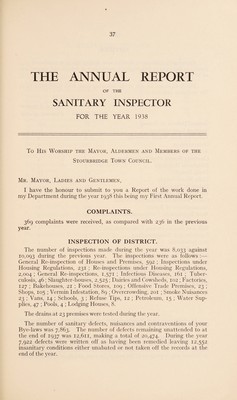 37
THE ANNUAL REPORT
OF THE
SANITARY INSPECTOR
FOR THE YEAR 1938
To His Worship the Mayor, Aldermen and Members of the
Stourbridge Town Council.
Mr. Mayor, Ladies and Gentlemen,
I have the honour to submit to you a Report of the work done in
my Department during the year 1938 this being my First Annual Report.
COMPLAINTS.
369 complaints were received, as compared with 236 in the previous
year.
INSPECTION OF DISTRICT.
The number of inspections made during the year was 8,033 against
10,093 during the previous year. The inspections were as follows :—
General Re-inspection of Houses and Premises, 592 ; Inspections under
Housing Regulations, 231 ; Re-inspections under Housing Regulations,
2,094 ; General Re-inspections, 1,571 ; Infectious Diseases, 161 ; Tuber-
culosis, 46 ; Slaughter-houses, 2,525 ; Dairies and Cowsheds, 102 ; Factories,
127 ; Bakehouses, 21 ; Food Stores, 109 ; Offensive Trade Premises, 23 ;
Shops, 105 ; Vermin Infestation, 89 ; Overcrowding, 201 ; Smoke Nuisances
23 ; Vans, 14 ; Schools, 3 ; Refuse Tips, 12 ; Petroleum, 13 ; Water Sup-
plies, 47 ; Pools, 4 ; Lodging Houses, 8.
The drains at 23 premises were tested during the year.
The number of sanitary defects, nuisances and contraventions of your
Bye-laws was 7,863. The number of defects remaining unattended to at
the end of 1937 was 12,611, making a total of 20,474. During the year
7,922 defects were written off as having been remedied leaving 12,552
insanitary conditions either unabated or not taken off the records at the
end of the year.